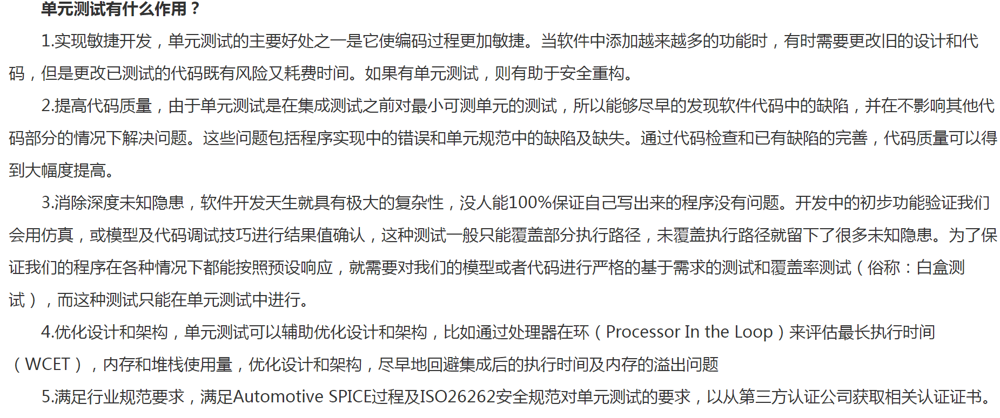 单元测试有什么作用？
1.实现敏捷开发，单元测试的主要好处之一是它使编码过程更加敏捷。当软件中添加越来越多的功能时，有时需要更改旧的设计和代
码，但是更改已测试的代码既有风险又耗费时间。如果有单元测试，则有助于安全重构。
2.提高代码质量，由于单元测试是在集成测试之前对最小可测单元的测试，所以能够尽早的发现软件代码中的缺陷，并在不影响其他代
码部分的情况下解决问题。这些问题包括程序实现中的错误和单元规范中的缺陷及缺失。通过代码检查和已有缺陷的完善，代码质量可以得
到大幅度提高。
3.消除深度未知隐患，软件开发天生就具有极大的复杂性，没人能100%保证自己写出来的程序没有问题。开发中的初步功能验证我们
会用仿真，或模型及代码调试技巧进行结果值确认，这种测试一般只能覆盖部分执行路径，未覆盖执行路径就留下了很多未知隐患。为了保
证我们的程序在各种情况下都能按照预设响应，就需要对我们的模型或者代码进行严格的基于需求的测试和覆盖率测试（俗称：白盒测
试），而这种测试只能在单元测试中进行。
4.优化设计和架构，单元测试可以辅助优化设计和架构，比如通过处理器在环（Processor In the Loop）来评估最长执行时间
（WCET），内存和堆栈使用量，优化设计和架构，尽早地回避集成后的执行时间及内存的溢出问题
5.满足行业规范要求，满足Automotive SPICE过程及ISO26262安全规范对单元测试的要求，以从第三方认证公司获取相关认证证书。